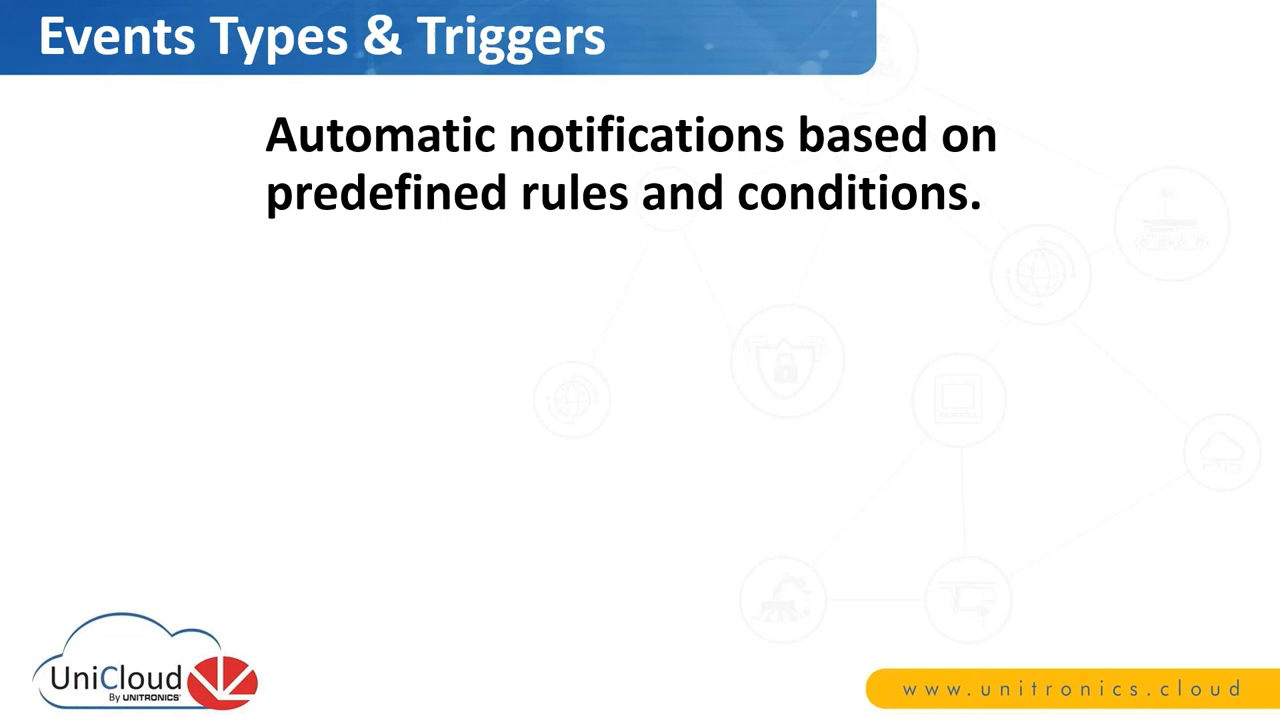 Events Types & Triggers
Automatic notifications based on
predefined rules and conditions.
UniCloud
By UNITRONICS
www.unitronics.cloud